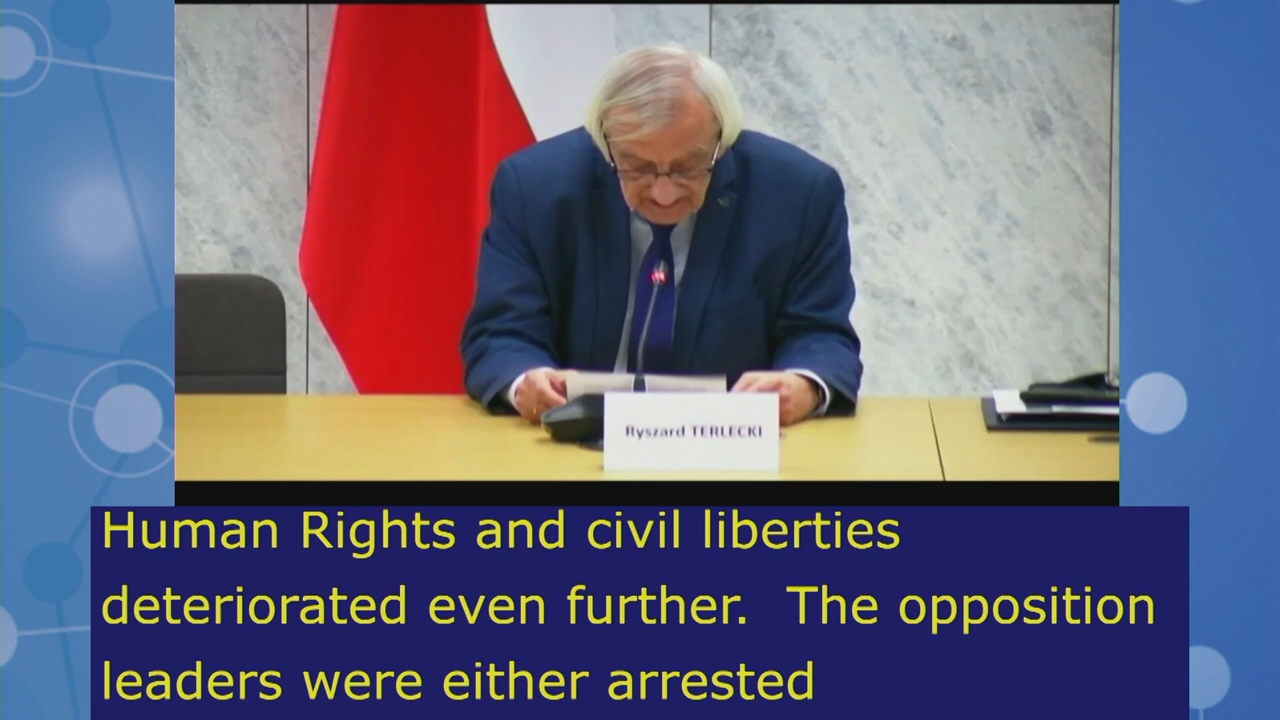 Ryszard TERLECKI
Human Rights and civil liberties
deteriorated even further.  The opposition
leaders were either arrested